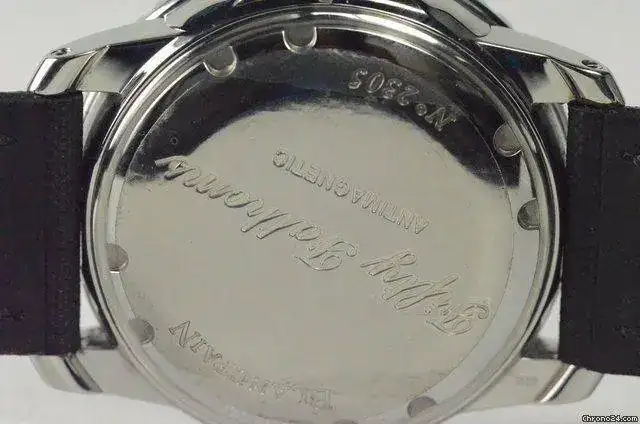 BLANCPAIN
Fifty Fathoms
ANTIMAGNETIC
Nº 2305
Chrono24.com